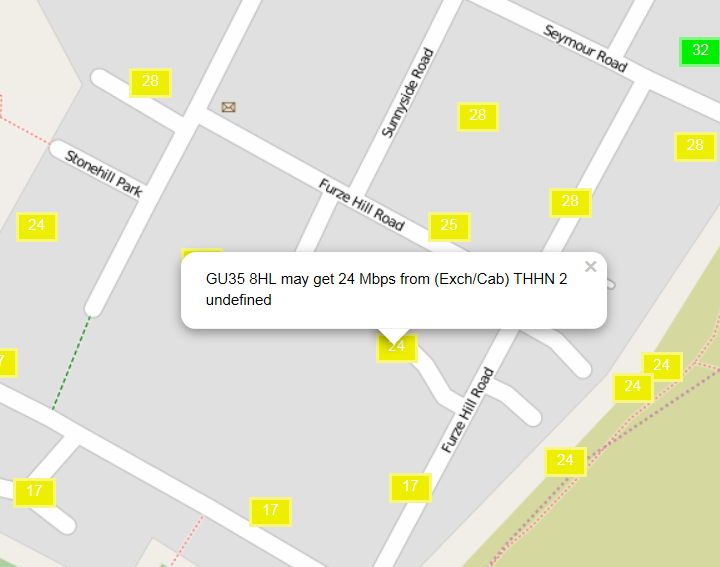 Seymour Road
32
28
Sunnyside Road
28
28
Stonehill Park
Furze Hill Road
28
24
25
×
GU35 8HL may get 24 Mbps from (Exch/Cab) THHN 2
undefined
24
7
24
24
Furze Hill Road
24
17
17
17